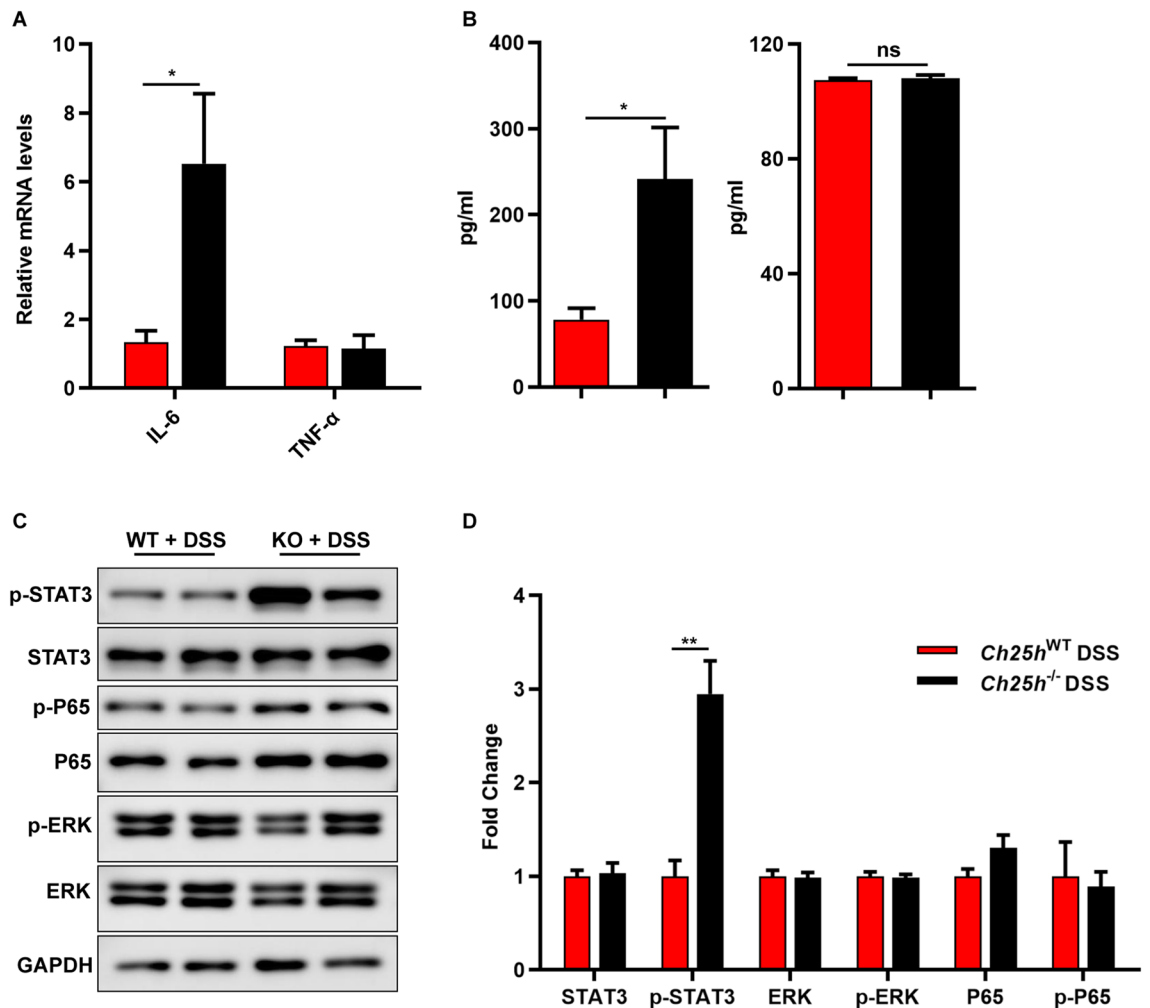 A
Relative mRNA levels
10
8
6
4
2
0
*
IL-6
TNF-α
B
pg/ml
400
300
200
100
0
*
pg/ml
120
80
40
0
ns
C
WT + DSS
KO + DSS
p-STAT3
STAT3
p-P65
P65
p-ERK
ERK
GAPDH
D
Fold Change
4
3
2
1
0
**
Ch25hWT DSS
Ch25h-/- DSS
STAT3
p-STAT3
ERK
p-ERK
P65
p-P65